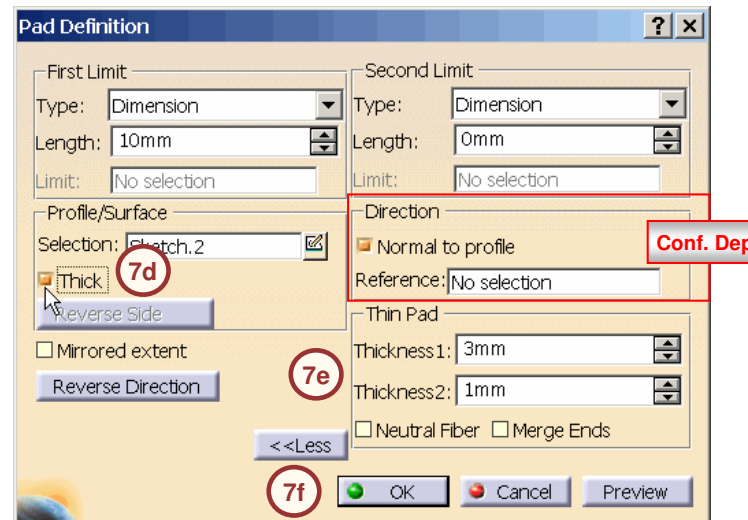 Pad Definition
? ×
First Limit
Type: Dimension
Length: 10mm
Limit: No selection
Second Limit
Type: Dimension
Length: 0mm
Limit: No selection
Profile/Surface
Selection: Sketch.2
7d
Thick
Reverse Side
Mirrored extent
Reverse Direction
<<Less
Direction
Normal to profile
Conf. Dep
Reference: No selection
Thin Pad
7e
Thickness1: 3mm
Thickness2: 1mm
Neutral Fiber Merge Ends
7f
OK Cancel Preview